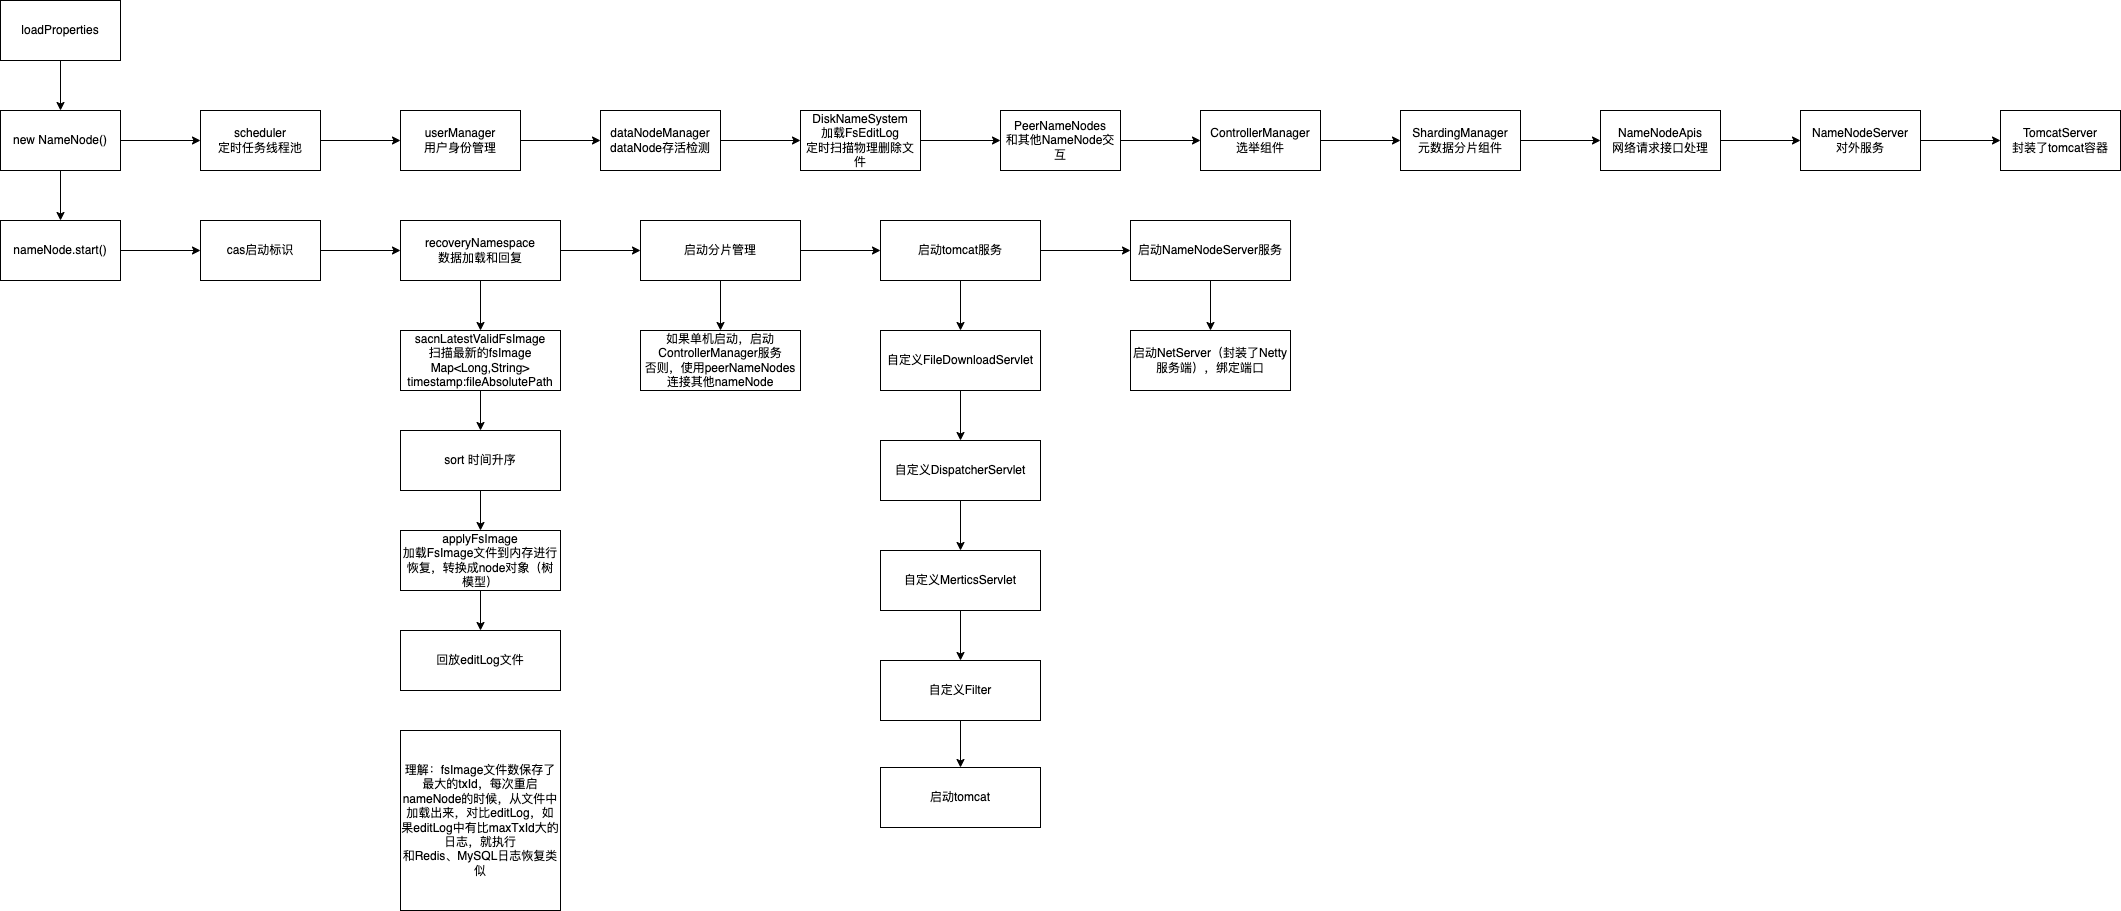 loadProperties
new NameNode()
scheduler
定时任务线程池
userManager
用户身份管理
dataNodeManager
dataNode存活检测
DiskNameSystem
加载FsEditLog
定时扫描物理删除文
件
PeerNameNodes
和其他NameNode交
互
ControllerManager
选举组件
ShardingManager
元数据分片组件
NameNodeApis
网络请求接口处理
NameNodeServer
对外服务
TomcatServer
封装了tomcat容器
nameNode.start()
cas启动标识
recoveryNamespace
数据加载和回复
启动分片管理
启动tomcat服务
启动NameNodeServer服务
sacnLatestValidFsImage
扫描最新的fsImage
Map<Long,String>
timestamp:fileAbsolutePath
如果单机启动，启动
ControllerManager服务
否则，使用peerNameNodes
连接其他nameNode
自定义FileDownloadServlet
启动NetServer（封装了Netty
服务端），绑定端口
sort 时间升序
自定义DispatcherServlet
applyFsImage
加载FsImage文件到内存进行
恢复，转换成node对象（树
模型）
自定义MerticsServlet
回放editLog文件
自定义Filter
理解：fsImage文件数保存了
最大的txId，每次重启
nameNode的时候，从文件中
加载出来，对比editLog，如
果editLog中有比maxTxId大的
日志，就执行
和Redis、MySQL日志恢复类
似
启动tomcat